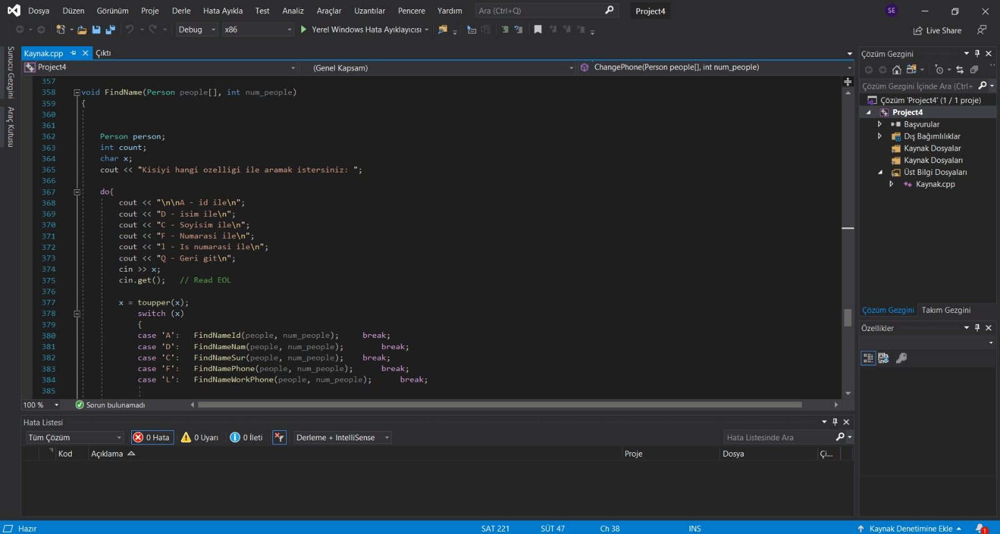 Dosya Düzen Görünüm Proje Derle Hata Ayıkla Test Analiz Araçlar Uzantılar Pencere Yardım Ara (Ctrl+Q) Project4 SE
Debug x86 Yerel Windows Hata Ayıklayıcısı Live Share
Sunucu Gezgini
Araç Kutusu
Kaynak.cpp Çıktı
Project4 (Genel Kapsam) ChangePhone(Person people[], int num_people)
357
358 void FindName(Person people[], int num_people)
359 {
360
361
362 Person person;
363 int count;
364 char x;
365 cout << "Kisiyi hangi ozelligi ile aramak istersiniz: ";
366
367 do{
368 cout << "\n\nA - id ile\n";
369 cout << "D - isim ile\n";
370 cout << "C - Soyisim ile\n";
371 cout << "F - Numarasi ile\n";
372 cout << "l - Is numarasi ile\n";
373 cout << "Q - Geri git\n";
374 cin >> x;
375 cin.get(); // Read EOL
376
377 x = toupper(x);
378 switch (x)
379 {
380 case 'A': FindNameId(people, num_people); break;
381 case 'D': FindNameNam(people, num_people); break;
382 case 'C': FindNameSur(people, num_people); break;
383 case 'F': FindNamePhone(people, num_people); break;
384 case 'L': FindNameWorkPhone(people, num_people); break;
385
100 % Sorun bulunamadı
Hata Listesi
Tüm Çözüm 0 Hata 0 Uyarı 0 İleti Derleme + IntelliSense Hata Listesinde Ara
Kod Açıklama Proje Dosya Çi...
Çözüm Gezgini
Çözüm Gezgini İçinde Ara (Ctrl+
Çözüm 'Project4' (1 / 1 proje)
Project4
Başvurular
Dış Bağımlılıklar
Kaynak Dosyalar
Kaynak Dosyaları
Üst Bilgi Dosyaları
Kaynak.cpp
Çözüm Gezgini Takım Gezgini
Özellikler
Hazır SAT 221 SÜT 47 Ch 38 INS Kaynak Denetimine Ekle 1